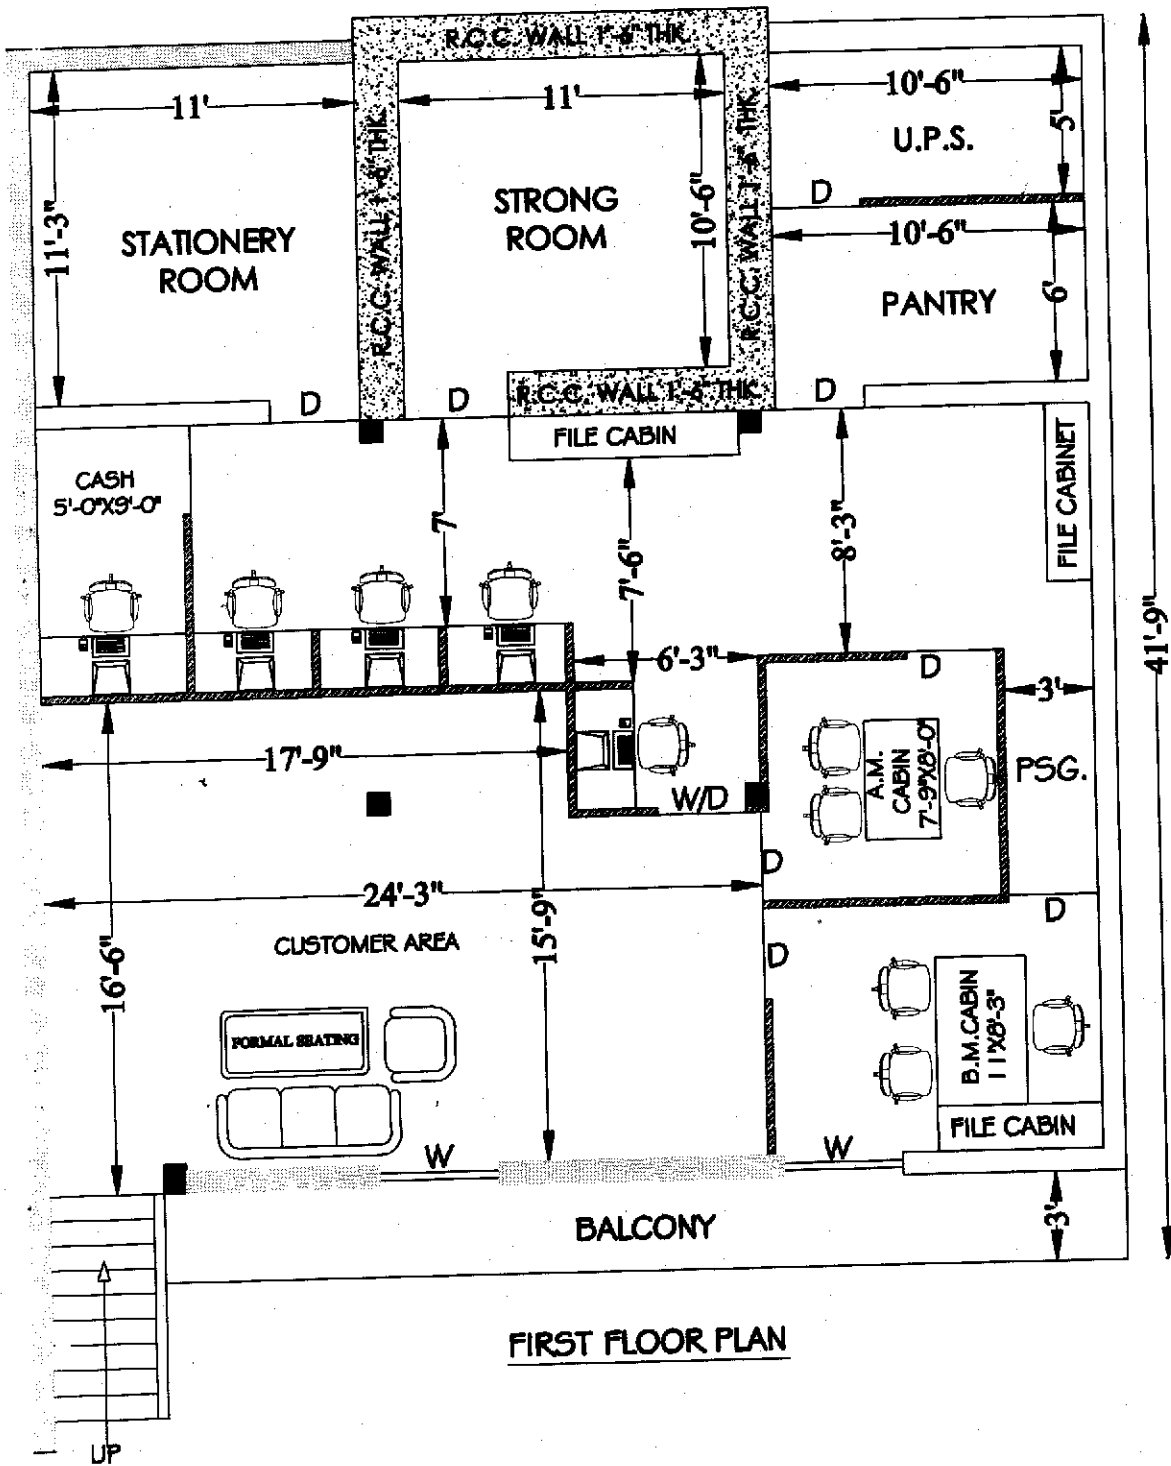 R.C.C. WALL 1'-6" THK.
11'
11'
10'-6"
5'
U.P.S.
R.C.C. WALL 1'-6" THK.
R.C.C. WALL 1'-6" THK.
D
STRONG
ROOM
10'-6"
10'-6"
11'-3"
STATIONERY
ROOM
PANTRY
6'
D
D
R.C.C. WALL 1'-6" THK.
D
FILE CABIN
FILE CABINET
CASH
5'-0"X9'-0"
7'
7'-6"
8'-3"
41'-9"
6'-3"
D
3'
17'-9"
A.M.
CABIN
7'-9"X8'-0"
PSG.
W/D
D
24'-3"
D
CUSTOMER AREA
15'-9"
D
16'-6"
FORMAL SEATING
B.M.CABIN
11'X8'-3"
FILE CABIN
W
W
BALCONY
3'
FIRST FLOOR PLAN
UP